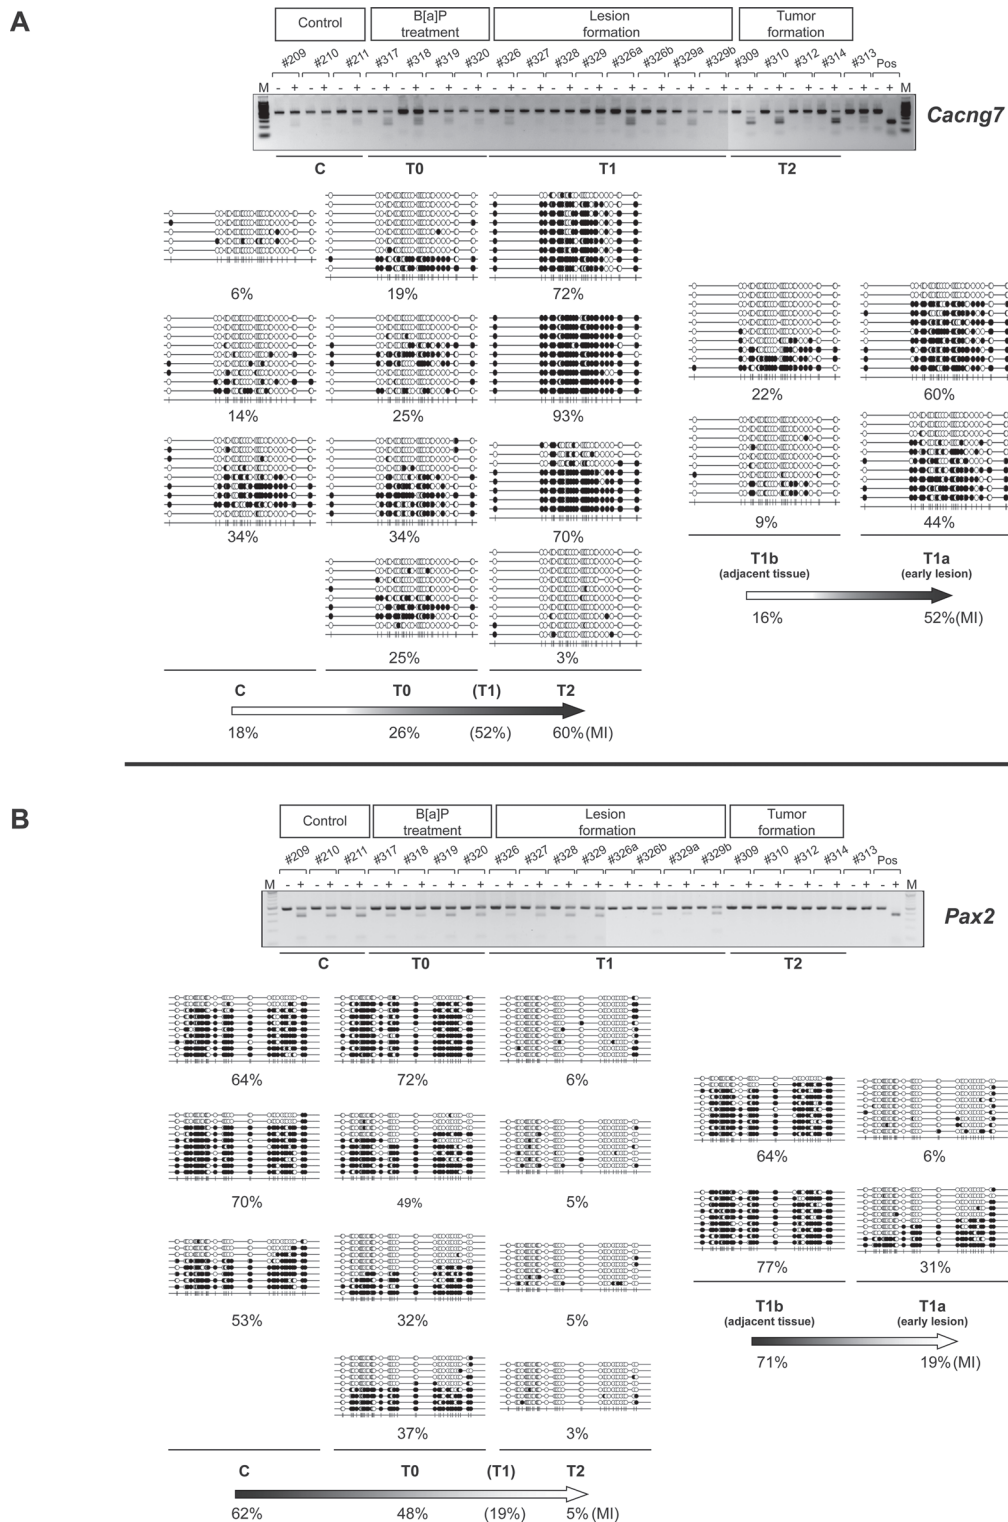 A
Control
B[a]P
treatment
Lesion
formation
Tumor
formation
#209 #210 #211 #317 #318 #319 #320 #326 #327 #328 #329 #326a #326b #329a #329b #309 #310 #312 #314 #313 Pos
M - + - + - + - + - + - + - + - + - + - + - + - + - + - + - + - + - + - + - + - + - + M
Cacng7
C T0 T1 T2
6% 19% 72%
22% 60%
14% 25% 93%
9% 44%
34% 34% 70%
T1b T1a
(adjacent tissue) (early lesion)
16% 52%(MI)
25% 3%
C T0 (T1) T2
18% 26% (52%) 60%(MI)
B
Control
B[a]P
treatment
Lesion
formation
Tumor
formation
#209 #210 #211 #317 #318 #319 #320 #326 #327 #328 #329 #326a #326b #329a #329b #309 #310 #312 #314 #313 Pos
M - + - + - + - + - + - + - + - + - + - + - + - + - + - + - + - + - + - + - + - + - + M
Pax2
C T0 T1 T2
64% 72% 6%
64% 6%
70% 49% 5%
77% 31%
53% 32% 5%
T1b T1a
(adjacent tissue) (early lesion)
71% 19%(MI)
37% 3%
C T0 (T1) T2
62% 48% (19%) 5%(MI)